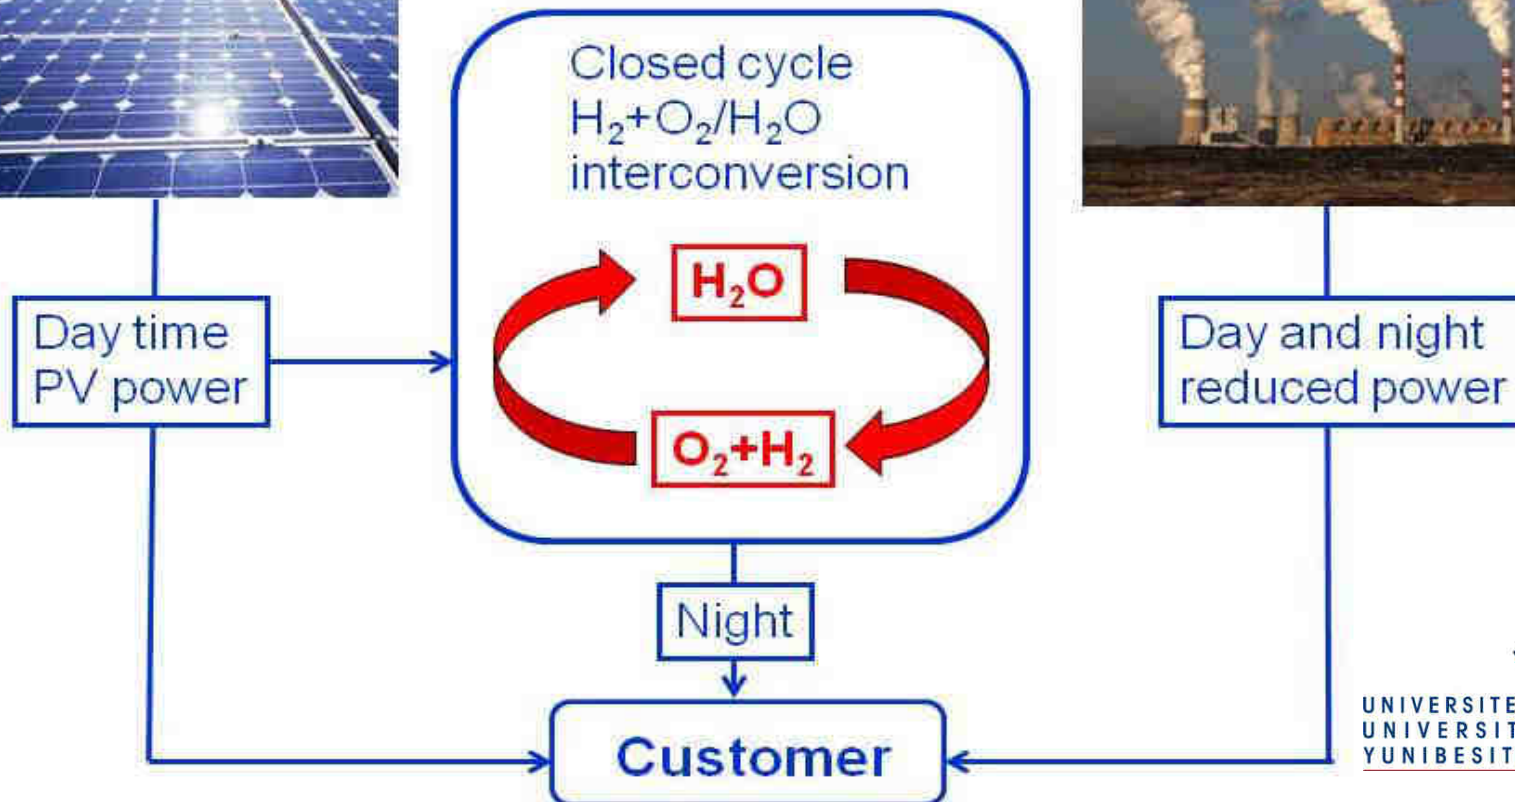 Closed cycle
H₂+O₂/H₂O
interconversion
H₂O
Day time
PV power
Day and night
reduced power
O₂+H₂
Night
Customer
UNIVERSITE
UNIVERSIT
YUNIBESIT